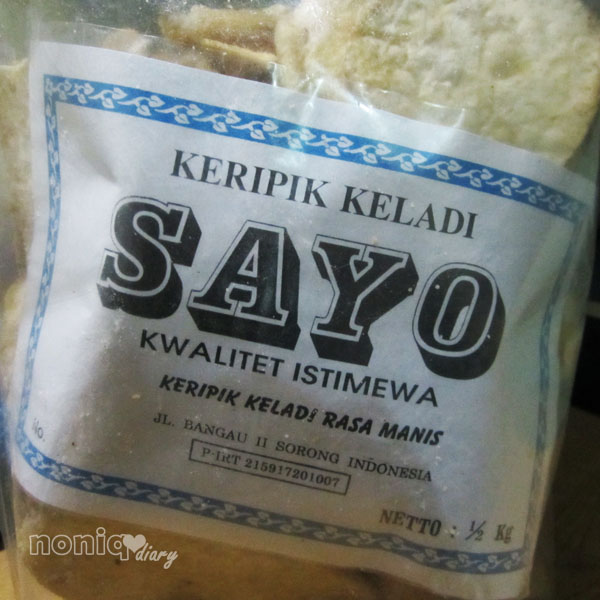 KERIPIK KELADI
SAYO
KWALITET ISTIMEWA
KERIPIK KELADI RASA MANIS
JL. BANGAU II SORONG INDONESIA
P-IRT 215917201007
No.
NETTO : ½ Kg
noniq diary